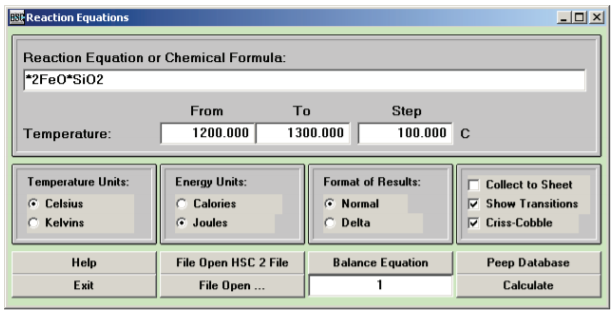 HSC Reaction Equations
Reaction Equation or Chemical Formula:
*2FeO*SiO2
From To Step
Temperature: 1200.000 1300.000 100.000 C
Temperature Units: Energy Units: Format of Results: Collect to Sheet
Celsius Calories Normal Show Transitions
Kelvins Joules Delta Criss-Cobble
Help File Open HSC 2 File Balance Equation Peep Database
Exit File Open ... 1 Calculate